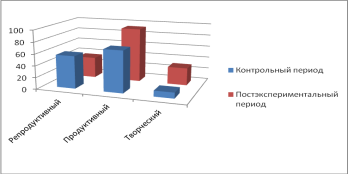 100
80
60
40
20
0
Репродуктивный
Продуктивный
Творческий
Контрольный период
Постэкспериментальный
период